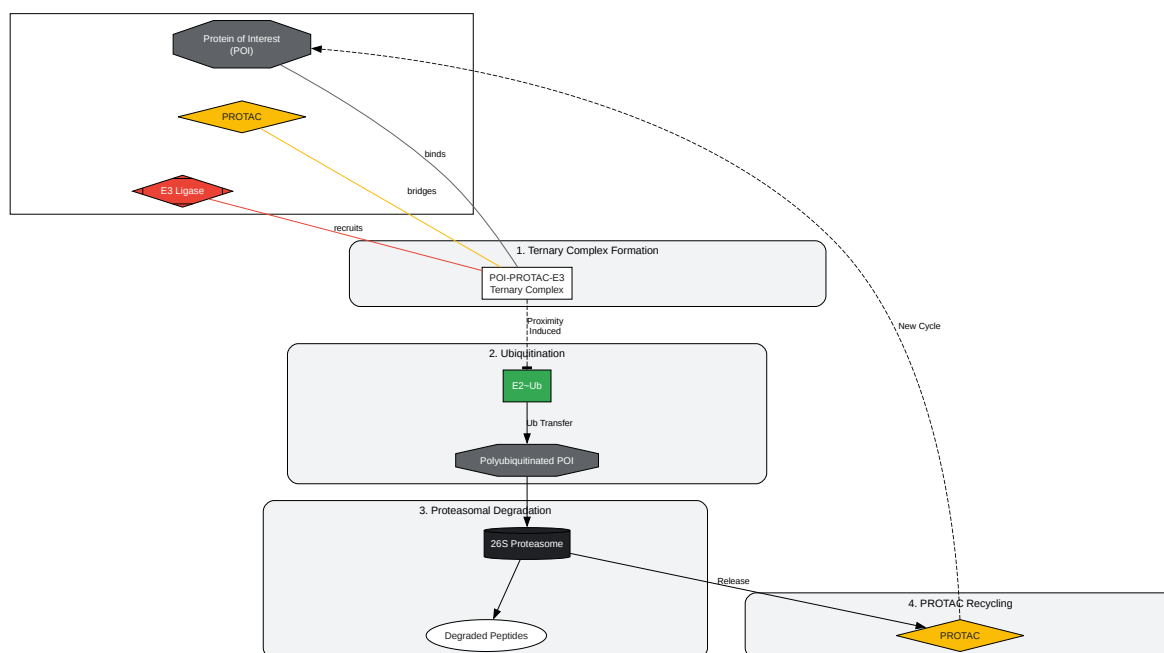 Protein of Interest
(POI)
PROTAC
binds
E3 Ligase
bridges
recruits
1. Ternary Complex Formation
POI-PROTAC-E3
Ternary Complex
Proximity
Induced
New Cycle
2. Ubiquitination
E2~Ub
Ub Transfer
Polyubiquitinated POI
3. Proteasomal Degradation
26S Proteasome
Release
4. PROTAC Recycling
Degraded Peptides
PROTAC